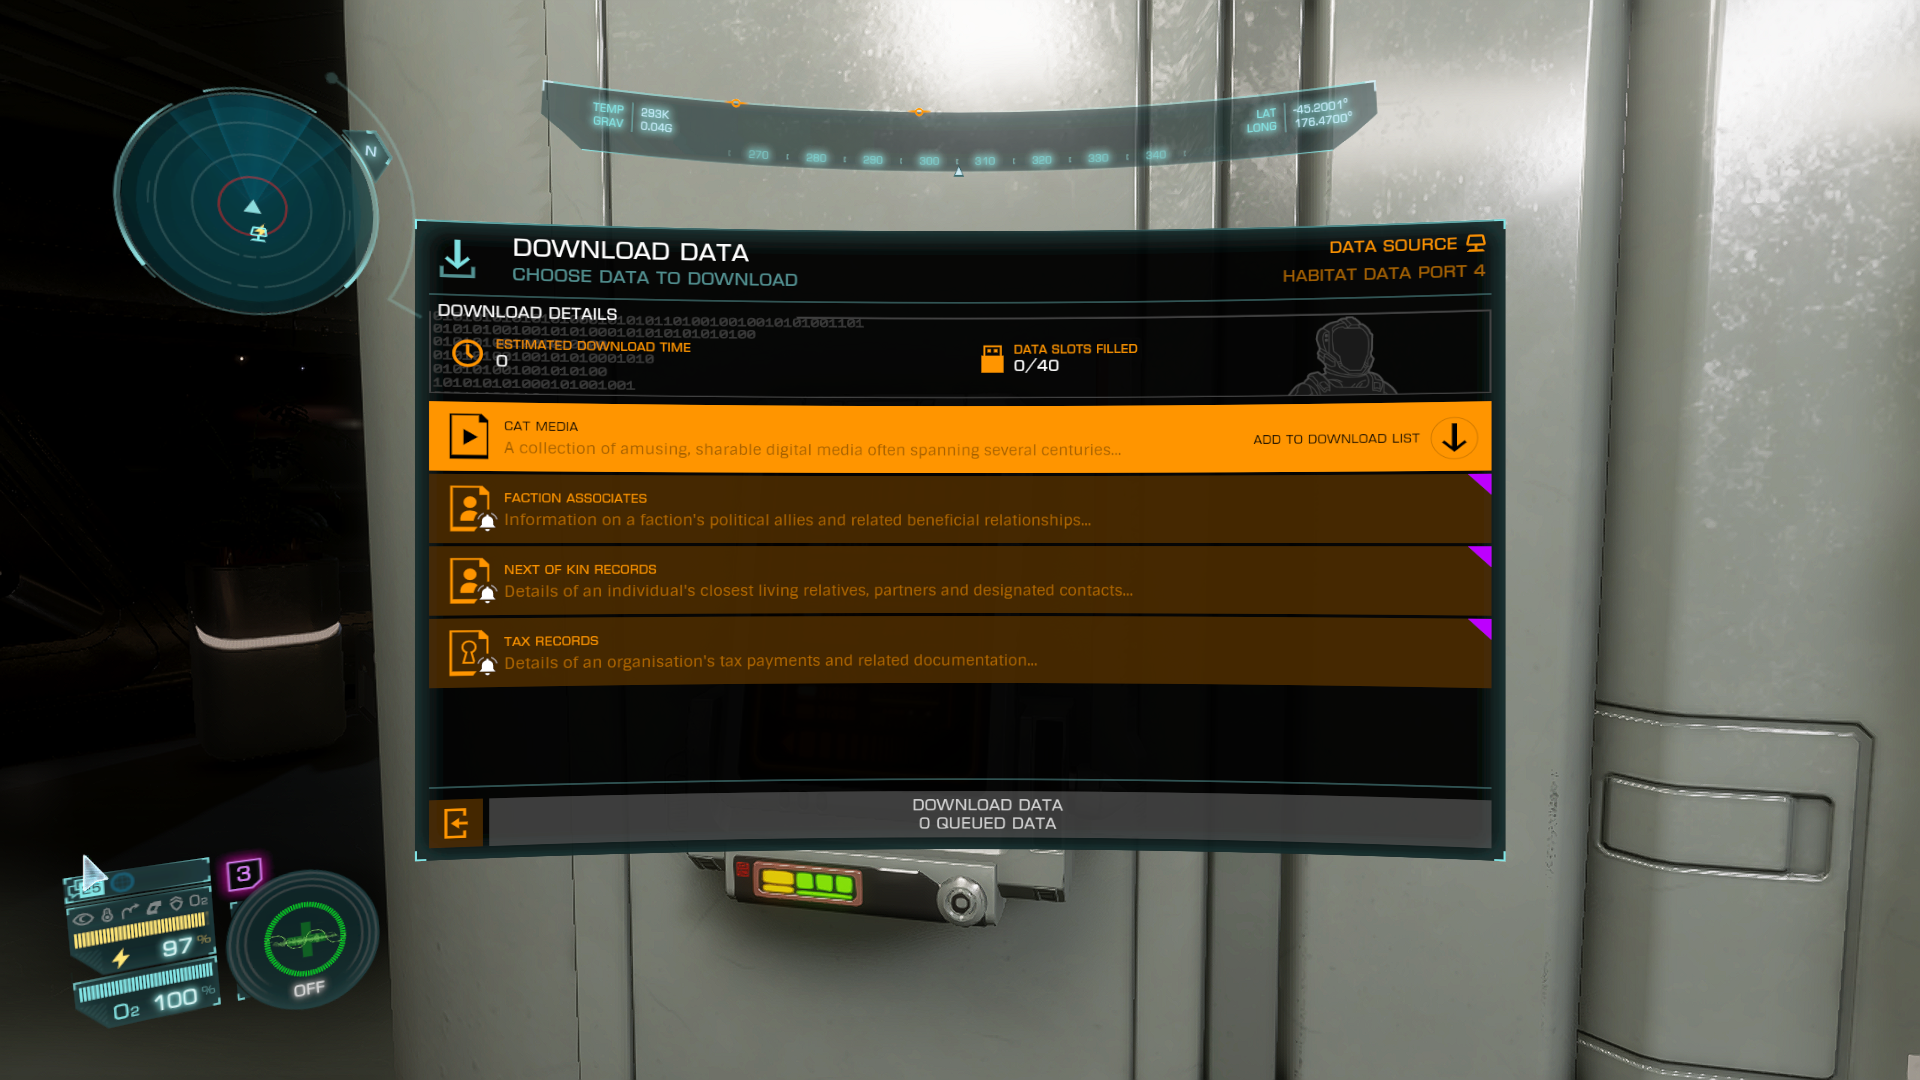 TEMP 293K
GRAV 0.04G
LAT -45.2001°
LONG 176.4700°
270 280 290 300 310 320 330 340
N
DOWNLOAD DATA
CHOOSE DATA TO DOWNLOAD
DATA SOURCE
HABITAT DATA PORT 4
DOWNLOAD DETAILS
ESTIMATED DOWNLOAD TIME
0
DATA SLOTS FILLED
0/40
CAT MEDIA
A collection of amusing, sharable digital media often spanning several centuries...
ADD TO DOWNLOAD LIST
FACTION ASSOCIATES
Information on a faction's political allies and related beneficial relationships...
NEXT OF KIN RECORDS
Details of an individual's closest living relatives, partners and designated contacts...
TAX RECORDS
Details of an organisation's tax payments and related documentation...
DOWNLOAD DATA
0 QUEUED DATA
3
O2
97 %
O2 100 %
OFF